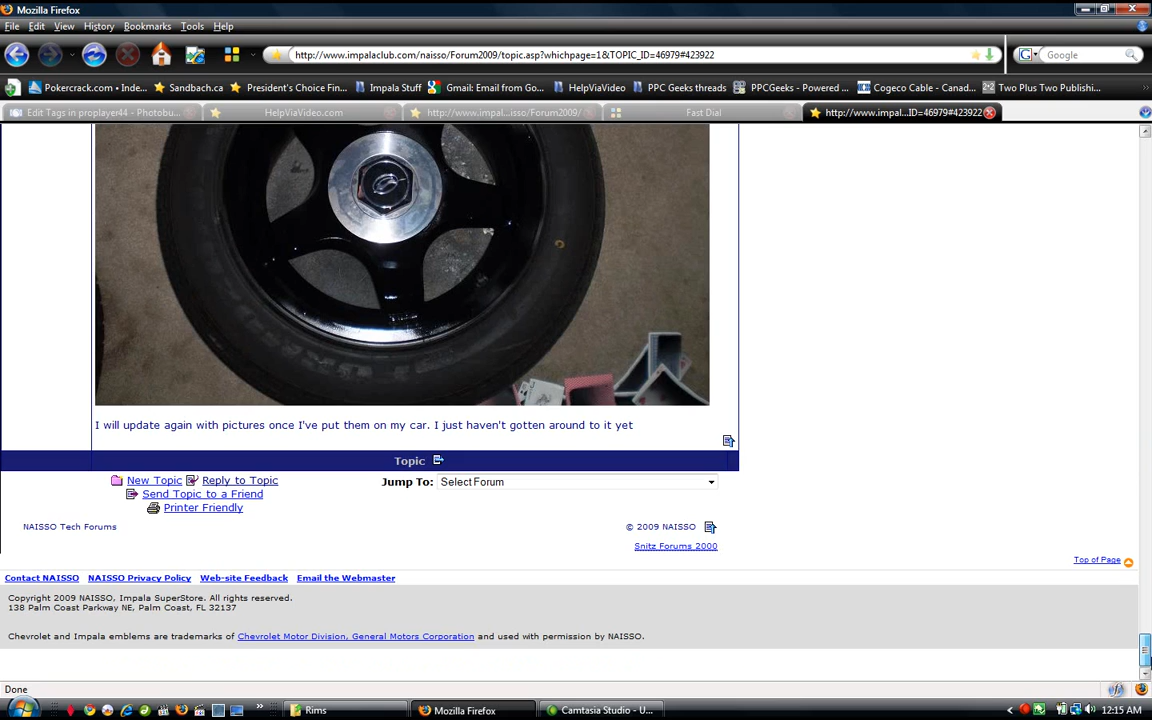 Mozilla Firefox
File Edit View History Bookmarks Tools Help
http://www.impalaclub.com/naisso/Forum2009/topic.asp?whichpage=1&TOPIC_ID=46979#423922
Google
Pokercrack.com - Inde... Sandbach.ca President's Choice Fin... Impala Stuff Gmail: Email from Go... HelpViaVideo PPC Geeks threads PPCGeeks - Powered ... Cogeco Cable - Canad... Two Plus Two Publishi...
Edit Tags in proplayer44 - Photobu... HelpViaVideo.com http://www.impal...isso/Forum2009/ Fast Dial http://www.impal...ID=46979#423922
I will update again with pictures once I've put them on my car. I just haven't gotten around to it yet
Topic
New Topic Reply to Topic Jump To: Select Forum
Send Topic to a Friend
Printer Friendly
NAISSO Tech Forums © 2009 NAISSO
Snitz Forums 2000
Top of Page
Contact NAISSO NAISSO Privacy Policy Web-site Feedback Email the Webmaster
Copyright 2009 NAISSO, Impala SuperStore. All rights reserved.
138 Palm Coast Parkway NE, Palm Coast, FL 32137
Chevrolet and Impala emblems are trademarks of Chevrolet Motor Division, General Motors Corporation and used with permission by NAISSO.
Done
Rims Mozilla Firefox Camtasia Studio - U... 12:15 AM